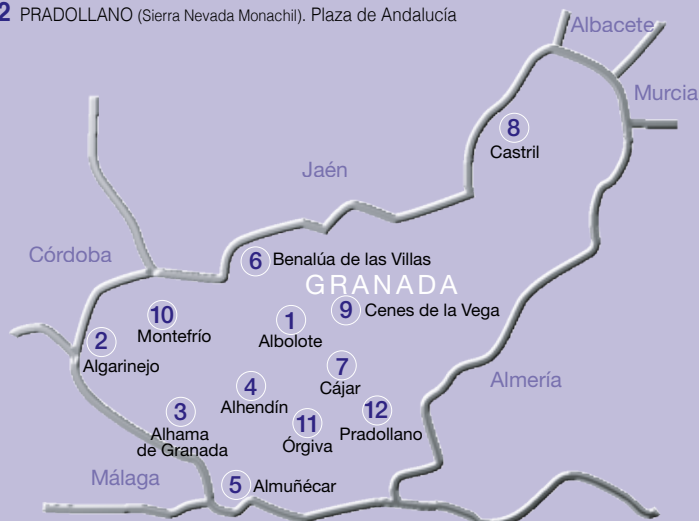 2 PRADOLLANO (Sierra Nevada Monachil). Plaza de Andalucía
Albacete
Murcia
8
Castril
Jaén
Córdoba
6 Benalúa de las Villas
GRANADA
9 Cenes de la Vega
10
Montefrío
1
Albolote
2
Algarinejo
7
Cájar
Almería
4
Alhendín
3
Alhama
de Granada
11
Órgiva
12
Pradollano
Málaga
5 Almuñécar